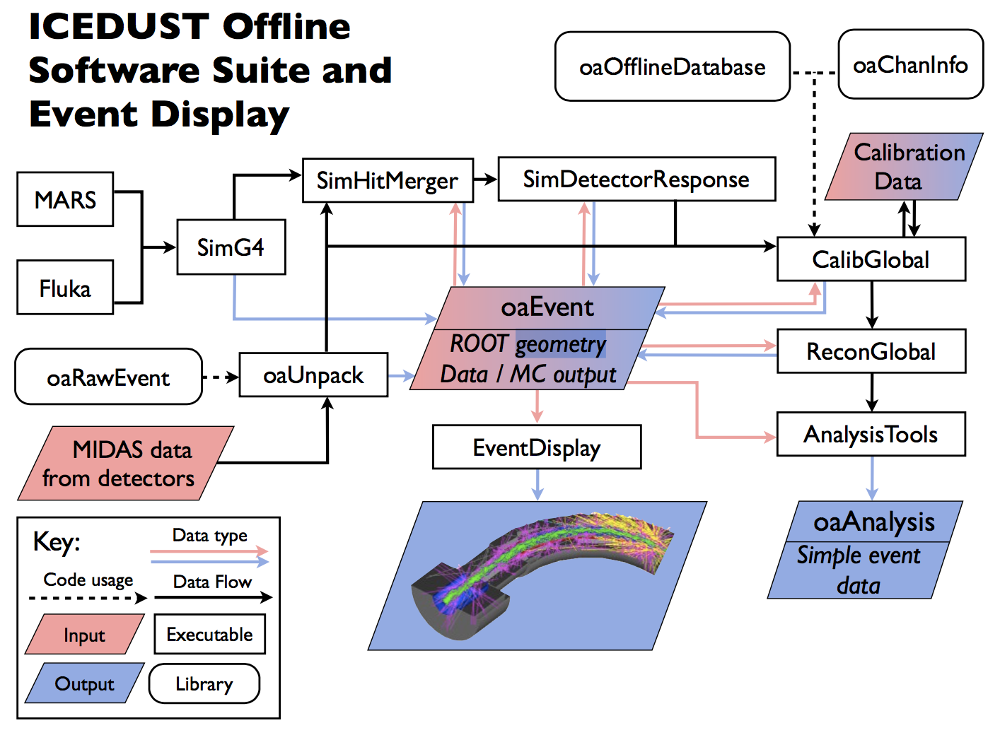 ICEDUST Offline
Software Suite and
Event Display
oaOfflineDatabase
oaChanInfo
Calibration
Data
MARS
SimHitMerger
SimDetectorResponse
SimG4
CalibGlobal
Fluka
oaEvent
ROOT geometry
Data / MC output
ReconGlobal
oaRawEvent
oaUnpack
AnalysisTools
EventDisplay
MIDAS data
from detectors
oaAnalysis
Simple event
data
Key:
Data type
Code usage
Data Flow
Input
Executable
Output
Library